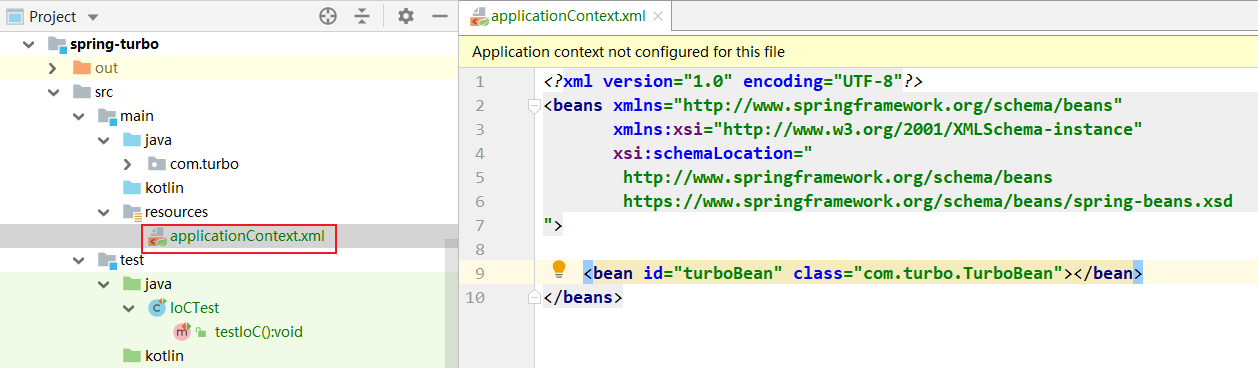 Project
spring-turbo
out
src
main
java
com.turbo
kotlin
resources
applicationContext.xml
test
java
IoCTest
testIoC():void
kotlin
applicationContext.xml
Application context not configured for this file
1 <?xml version="1.0" encoding="UTF-8"?>
2 <beans xmlns="http://www.springframework.org/schema/beans"
3 xmlns:xsi="http://www.w3.org/2001/XMLSchema-instance"
4 xsi:schemaLocation="
5 http://www.springframework.org/schema/beans
6 https://www.springframework.org/schema/beans/spring-beans.xsd
7 ">
8
9 <bean id="turboBean" class="com.turbo.TurboBean"></bean>
10 </beans>